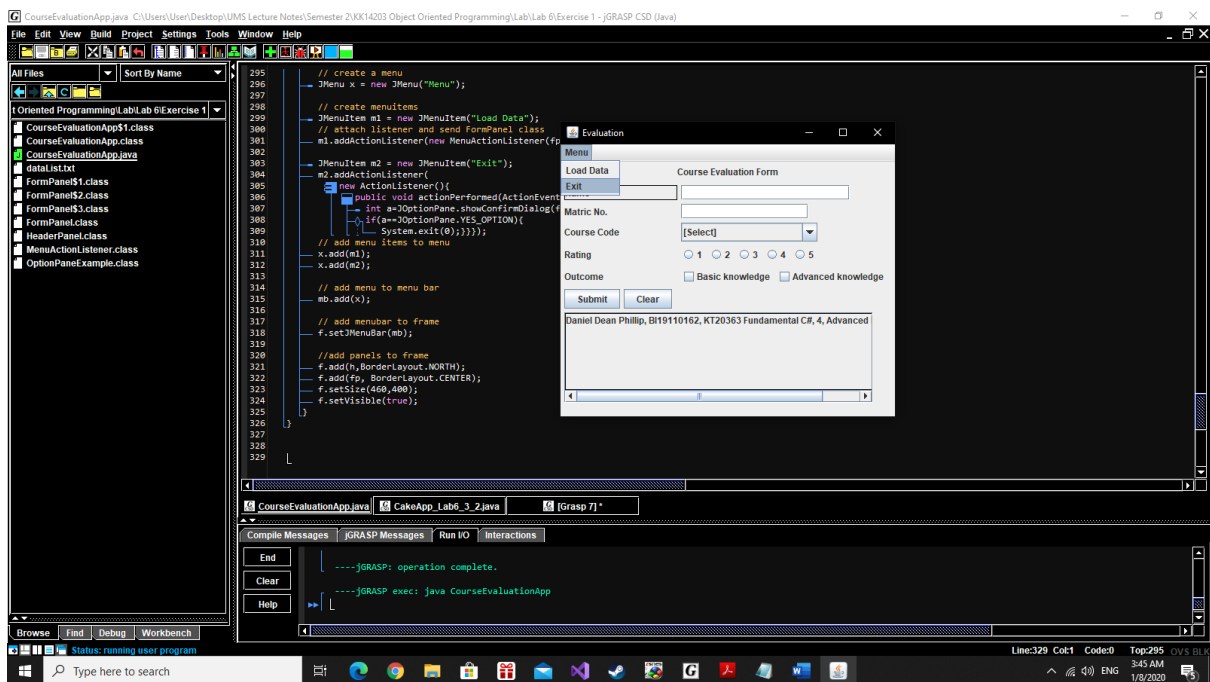 CourseEvaluationApp.java C:\Users\User\Desktop\UMS Lecture Notes\Semester 2\KK14203 Object Oriented Programming\Lab\Lab 6\Exercise 1 - jGRASP CSD (Java)
File Edit View Build Project Settings Tools Window Help
All Files Sort By Name
t Oriented Programming\Lab\Lab 6\Exercise 1
CourseEvaluationApp$1.class
CourseEvaluationApp.class
CourseEvaluationApp.java
dataList.txt
FormPanel$1.class
FormPanel$2.class
FormPanel$3.class
FormPanel.class
HeaderPanel.class
MenuActionListener.class
OptionPaneExample.class
Browse Find Debug Workbench
295 // create a menu
296 JMenu x = new JMenu("Menu");
297
298 // create menuitems
299 JMenuItem m1 = new JMenuItem("Load Data");
300 // attach listener and send FormPanel class
301 m1.addActionListener(new MenuActionListener(fp
302
303 JMenuItem m2 = new JMenuItem("Exit");
304 m2.addActionListener(
305 new ActionListener(){
306 public void actionPerformed(ActionEvent
307 int a=JOptionPane.showConfirmDialog(f
308 if(a==JOptionPane.YES_OPTION){
309 System.exit(0);}}});
310 // add menu items to menu
311 x.add(m1);
312 x.add(m2);
313
314 // add menu to menu bar
315 mb.add(x);
316
317 // add menubar to frame
318 f.setJMenuBar(mb);
319
320 //add panels to frame
321 f.add(h,BorderLayout.NORTH);
322 f.add(fp, BorderLayout.CENTER);
323 f.setSize(460,400);
324 f.setVisible(true);
325 }
326 }
327
328
329
Evaluation
Menu
Load Data
Exit
Course Evaluation Form
Matric No.
Course Code [Select]
Rating 1 2 3 4 5
Outcome Basic knowledge Advanced knowledge
Submit Clear
Daniel Dean Phillip, BI19110162, KT20363 Fundamental C#, 4, Advanced
CourseEvaluationApp.java CakeApp_Lab6_3_2.java [Grasp 7] *
Compile Messages jGRASP Messages Run I/O Interactions
End
Clear
Help
----jGRASP: operation complete.
----jGRASP exec: java CourseEvaluationApp
Status: running user program
Line:329 Col:1 Code:0 Top:295 OVS BLK
Type here to search
ENG
3:45 AM
1/8/2020
5